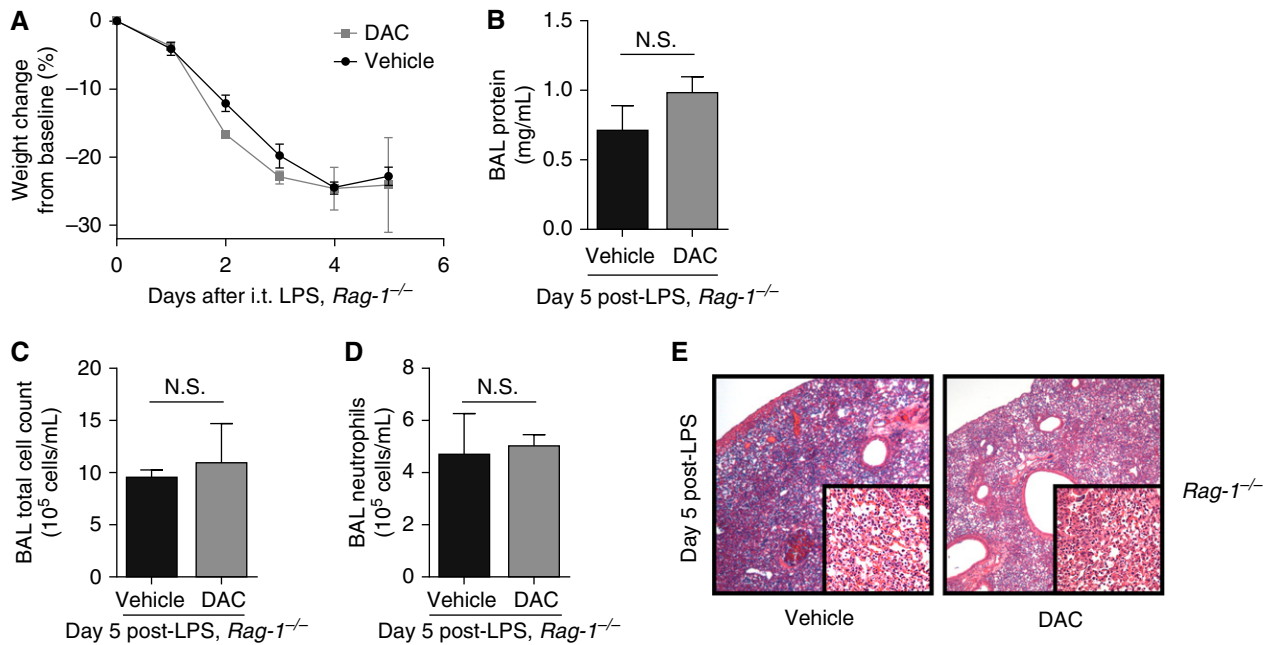 A
0
–10
–20
–30
Weight change
from baseline (%)
DAC
Vehicle
0
2
4
6
Days after i.t. LPS, Rag-1–/–
B
1.5
1.0
0.5
0.0
BAL protein
(mg/mL)
N.S.
Vehicle
DAC
Day 5 post-LPS, Rag-1–/–
C
20
15
10
5
0
BAL total cell count
(10⁵ cells/mL)
N.S.
Vehicle
DAC
Day 5 post-LPS, Rag-1–/–
D
8
6
4
2
0
BAL neutrophils
(10⁵ cells/mL)
N.S.
Vehicle
DAC
Day 5 post-LPS, Rag-1–/–
E
Day 5 post-LPS
Rag-1–/–
Vehicle
DAC